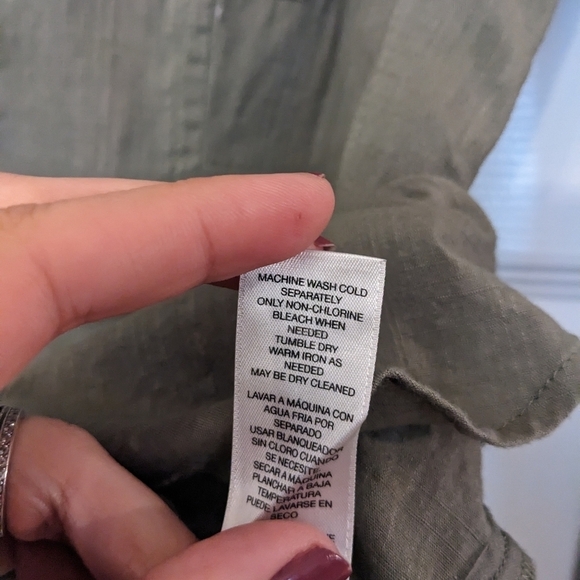 MACHINE WASH COLD
SEPARATELY
ONLY NON-CHLORINE
BLEACH WHEN
NEEDED
TUMBLE DRY
WARM IRON AS
NEEDED
MAY BE DRY CLEANED
LAVAR A MÁQUINA CON
AGUA FRIA POR
SEPARADO
USAR BLANQUEADOR
SIN CLORO CUANDO
SE NECESITE
SECAR A MÁQUINA
PLANCHAR A BAJA
TEMPERATURA
PUEDE LAVARSE EN
SECO